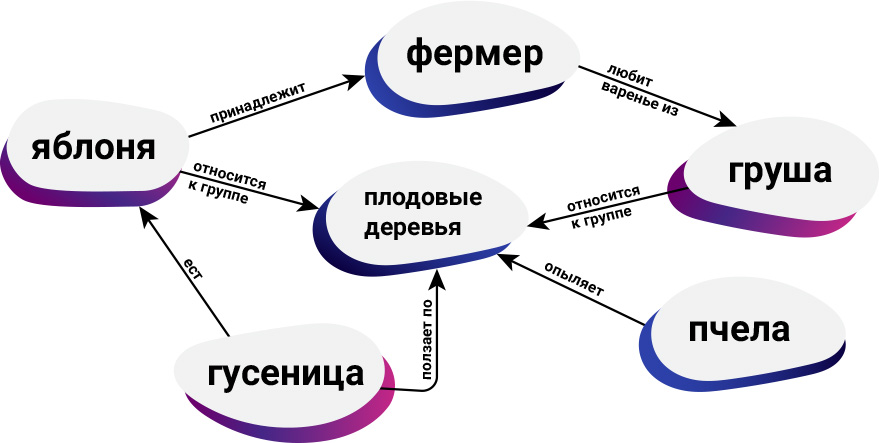 фермер
любит
варенье из
принадлежит
яблоня
груша
относится
к группе
плодовые
деревья
относится
к группе
ест
опыляет
ползает по
пчела
гусеница